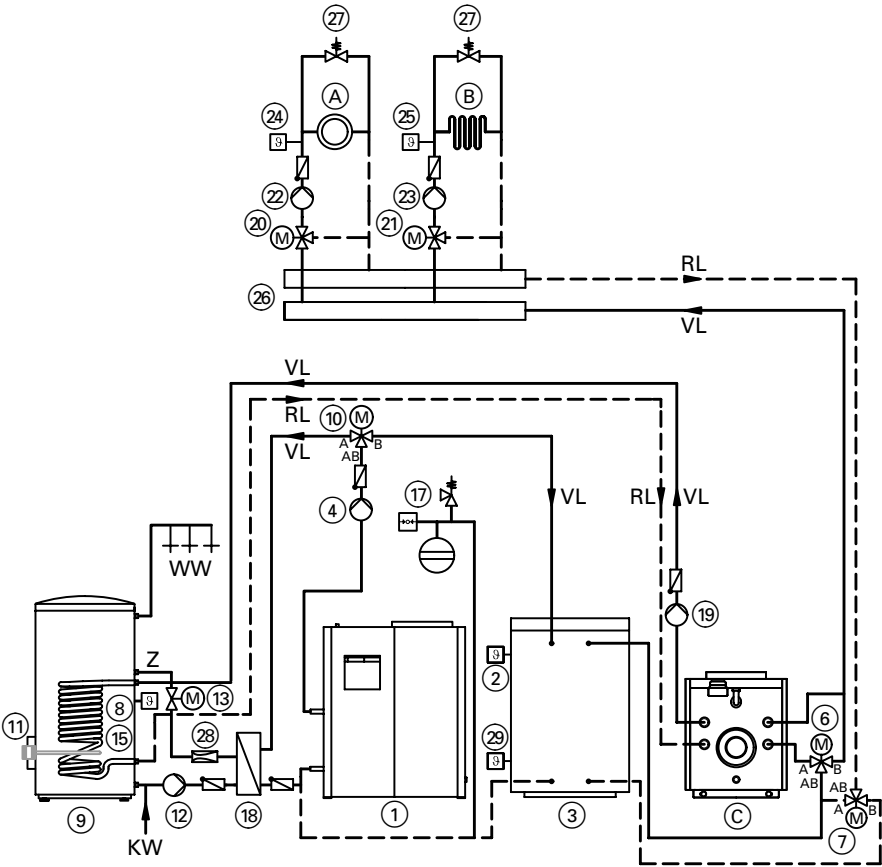 27 27
24 A 25 B
ϑ ϑ
22 23
20 M 21 M
26
RL
VL
VL
RL
10 M
A B
AB
VL
VL RL VL
17
4
WW
19
Z
ϑ 2
8 ϑ M 13
11
15
28
ϑ 29
6
M
A B
AB
AB
A B
M
7
9 12 18 1 3 C
KW